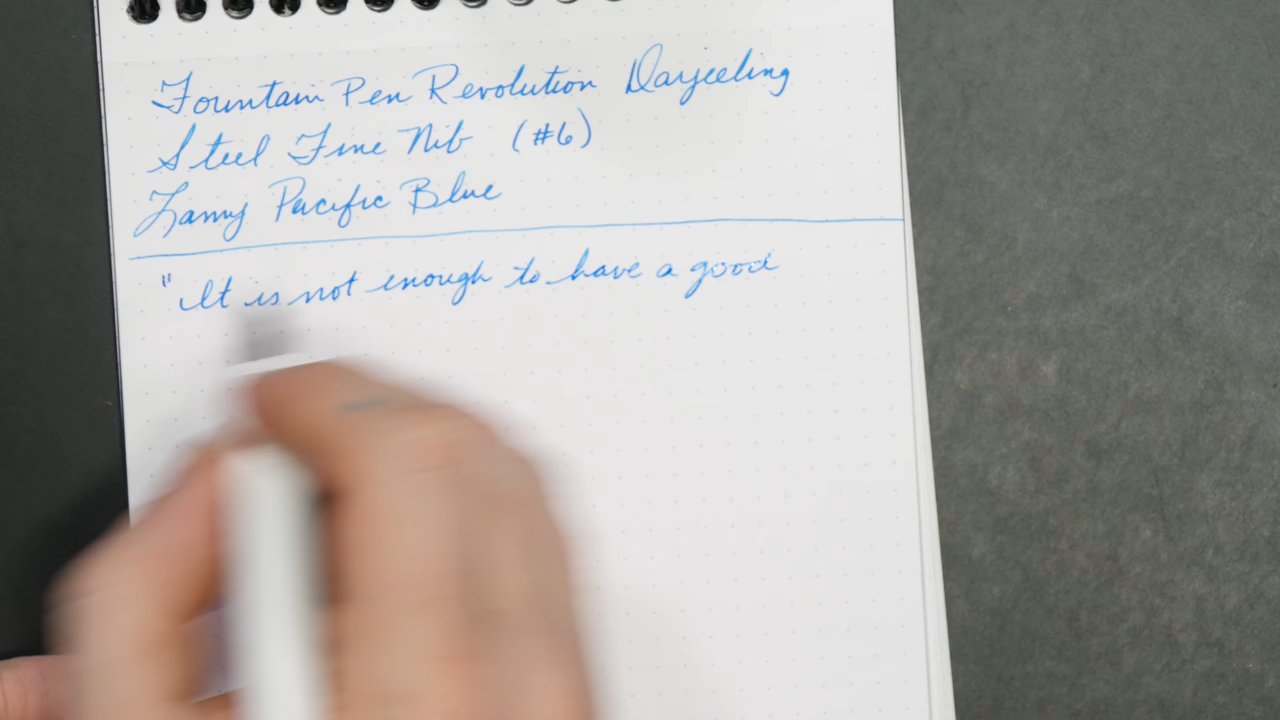 Fountain Pen Revolution Darjeeling
Steel Fine Nib (#6)
Lamy Pacific Blue
"It is not enough to have a good